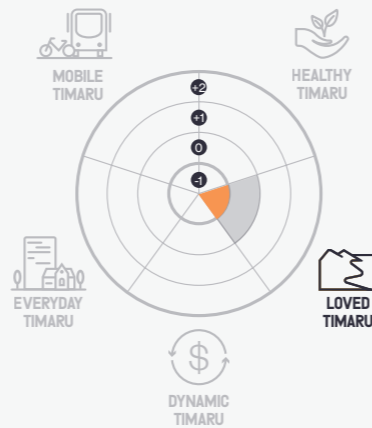 MOBILE
TIMARU
HEALTHY
TIMARU
+2
+1
0
-1
EVERYDAY
TIMARU
LOVED
TIMARU
$
DYNAMIC
TIMARU